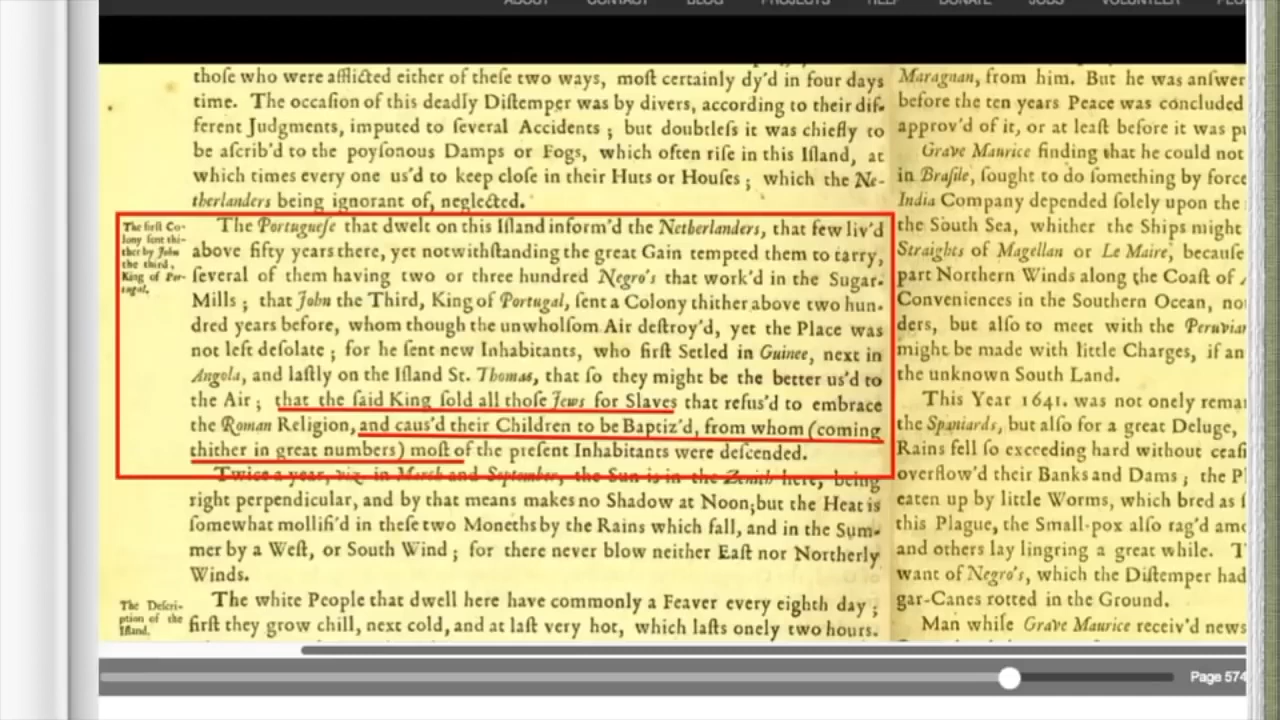 ABOUT CONTACT BLOG PROJECTS HELP DONATE JOBS VOLUNTEER
thoſe who were afflicted either of theſe two ways, moſt certainly dy'd in four days
time. The occaſion of this deadly Diſtemper was by divers, according to their dif-
ferent Judgments, imputed to ſeveral Accidents ; but doubtleſs it was chiefly to
be aſcrib'd to the poyſonous Damps or Fogs, which often riſe in this Iſland, at
which times every one us'd to keep cloſe in their Huts or Houſes ; which the Ne-
therlanders being ignorant of, neglected.
The firſt Co-
lony ſent thi-
ther by John
the third,
King of Por-
tugal.
The Portugueſe that dwelt on this Iſland inform'd the Netherlanders, that few liv'd
above fifty years there, yet notwithſtanding the great Gain tempted them to tarry,
ſeveral of them having two or three hundred Negro's that work'd in the Sugar-
Mills ; that John the Third, King of Portugal, ſent a Colony thither above two hun-
dred years before, whom though the unwholſom Air deſtroy'd, yet the Place was
not left deſolate ; for he ſent new Inhabitants, who firſt Setled in Guinee, next in
Angola, and laſtly on the Iſland St. Thomas, that ſo they might be the better us'd to
the Air ; that the ſaid King ſold all thoſe Jews for Slaves that refus'd to embrace
the Roman Religion, and caus'd their Children to be Baptiz'd, from whom (coming
thither in great numbers) moſt of the preſent Inhabitants were deſcended.
Twice a year, viz. in March and September, the Sun is in the Zenith here, being
right perpendicular, and by that means makes no Shadow at Noon;but the Heat is
ſomewhat mollifi'd in theſe two Moneths by the Rains which fall, and in the Sum-
mer by a Weſt, or South Wind ; for there never blow neither Eaſt nor Northerly
Winds.
The Deſcri-
ption of the
Iſland.
The white People that dwell here have commonly a Feaver every eighth day ;
firſt they grow chill, next cold, and at laſt very hot, which laſts onely two hours.
Maragnan, from him. But he was anſwer
before the ten years Peace was concluded
approv'd of it, or at leaſt before it was
Grave Maurice finding that he could not
in Braſile, ſought to do ſomething by force
India Company depended ſolely upon the
the South Sea, whither the Ships might
Straights of Magellan or Le Maire, becauſe
part Northern Winds along the Coaſt of
Conveniences in the Southern Ocean,
ders, but alſo to meet with the Peruvian
might be made with little Charges, if an
the unknown South Land.
This Year 1641. was not onely
the Spaniards, but alſo for a great Deluge,
Rains fell ſo exceeding hard without
overflow'd their Banks and Dams ; the
eaten up by little Worms, which bred as
this Plague, the Small-pox alſo rag'd
and others lay lingring a great while.
want of Negro's, which the Diſtemper had
gar-Canes rotted in the Ground.
Man while Grave Maurice receiv'd news
Page 574